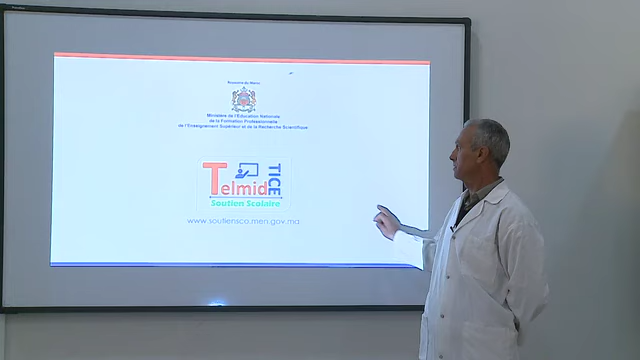 Royaume du Maroc
Ministère de l'Education Nationale
de la Formation Professionnelle
de l'Enseignement Supérieur et de la Recherche Scientifique
Telmid TICE
Soutien Scolaire
www.soutiensco.men.gov.ma